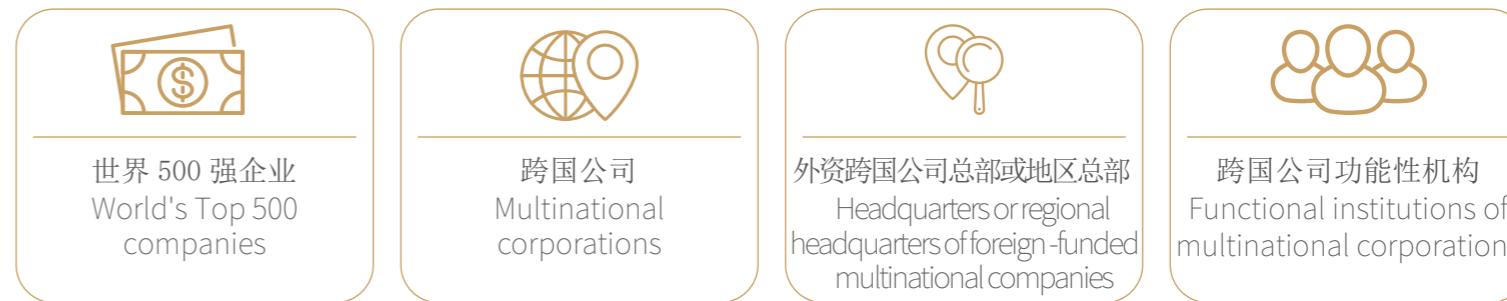 世界 500 强企业
World's Top 500
companies
跨国公司
Multinational
corporations
外资跨国公司总部或地区总部
Headquarters or regional
headquarters of foreign -funded
multinational companies
跨国公司功能性机构
Functional institutions of
multinational corporation